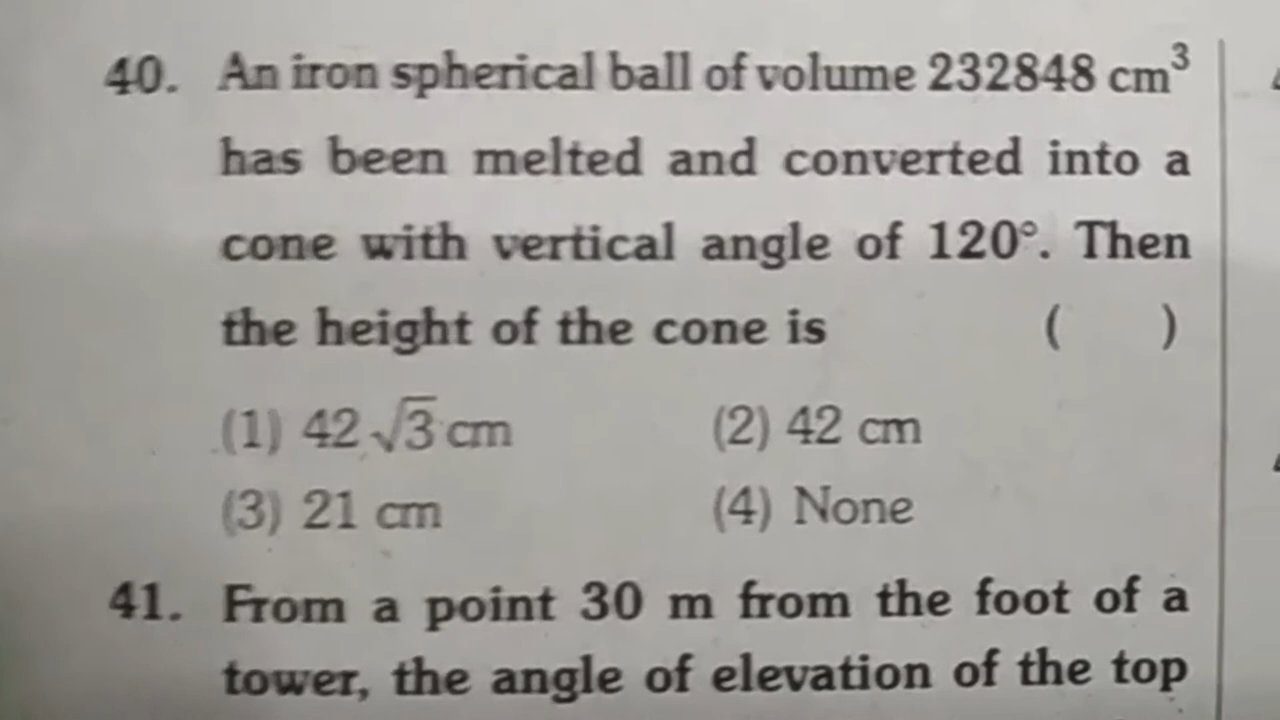 40. An iron spherical ball of volume 232848 cm³
has been melted and converted into a
cone with vertical angle of 120°. Then
the height of the cone is ( )
(1) 42 √3 cm (2) 42 cm
(3) 21 cm (4) None
41. From a point 30 m from the foot of a
tower, the angle of elevation of the top